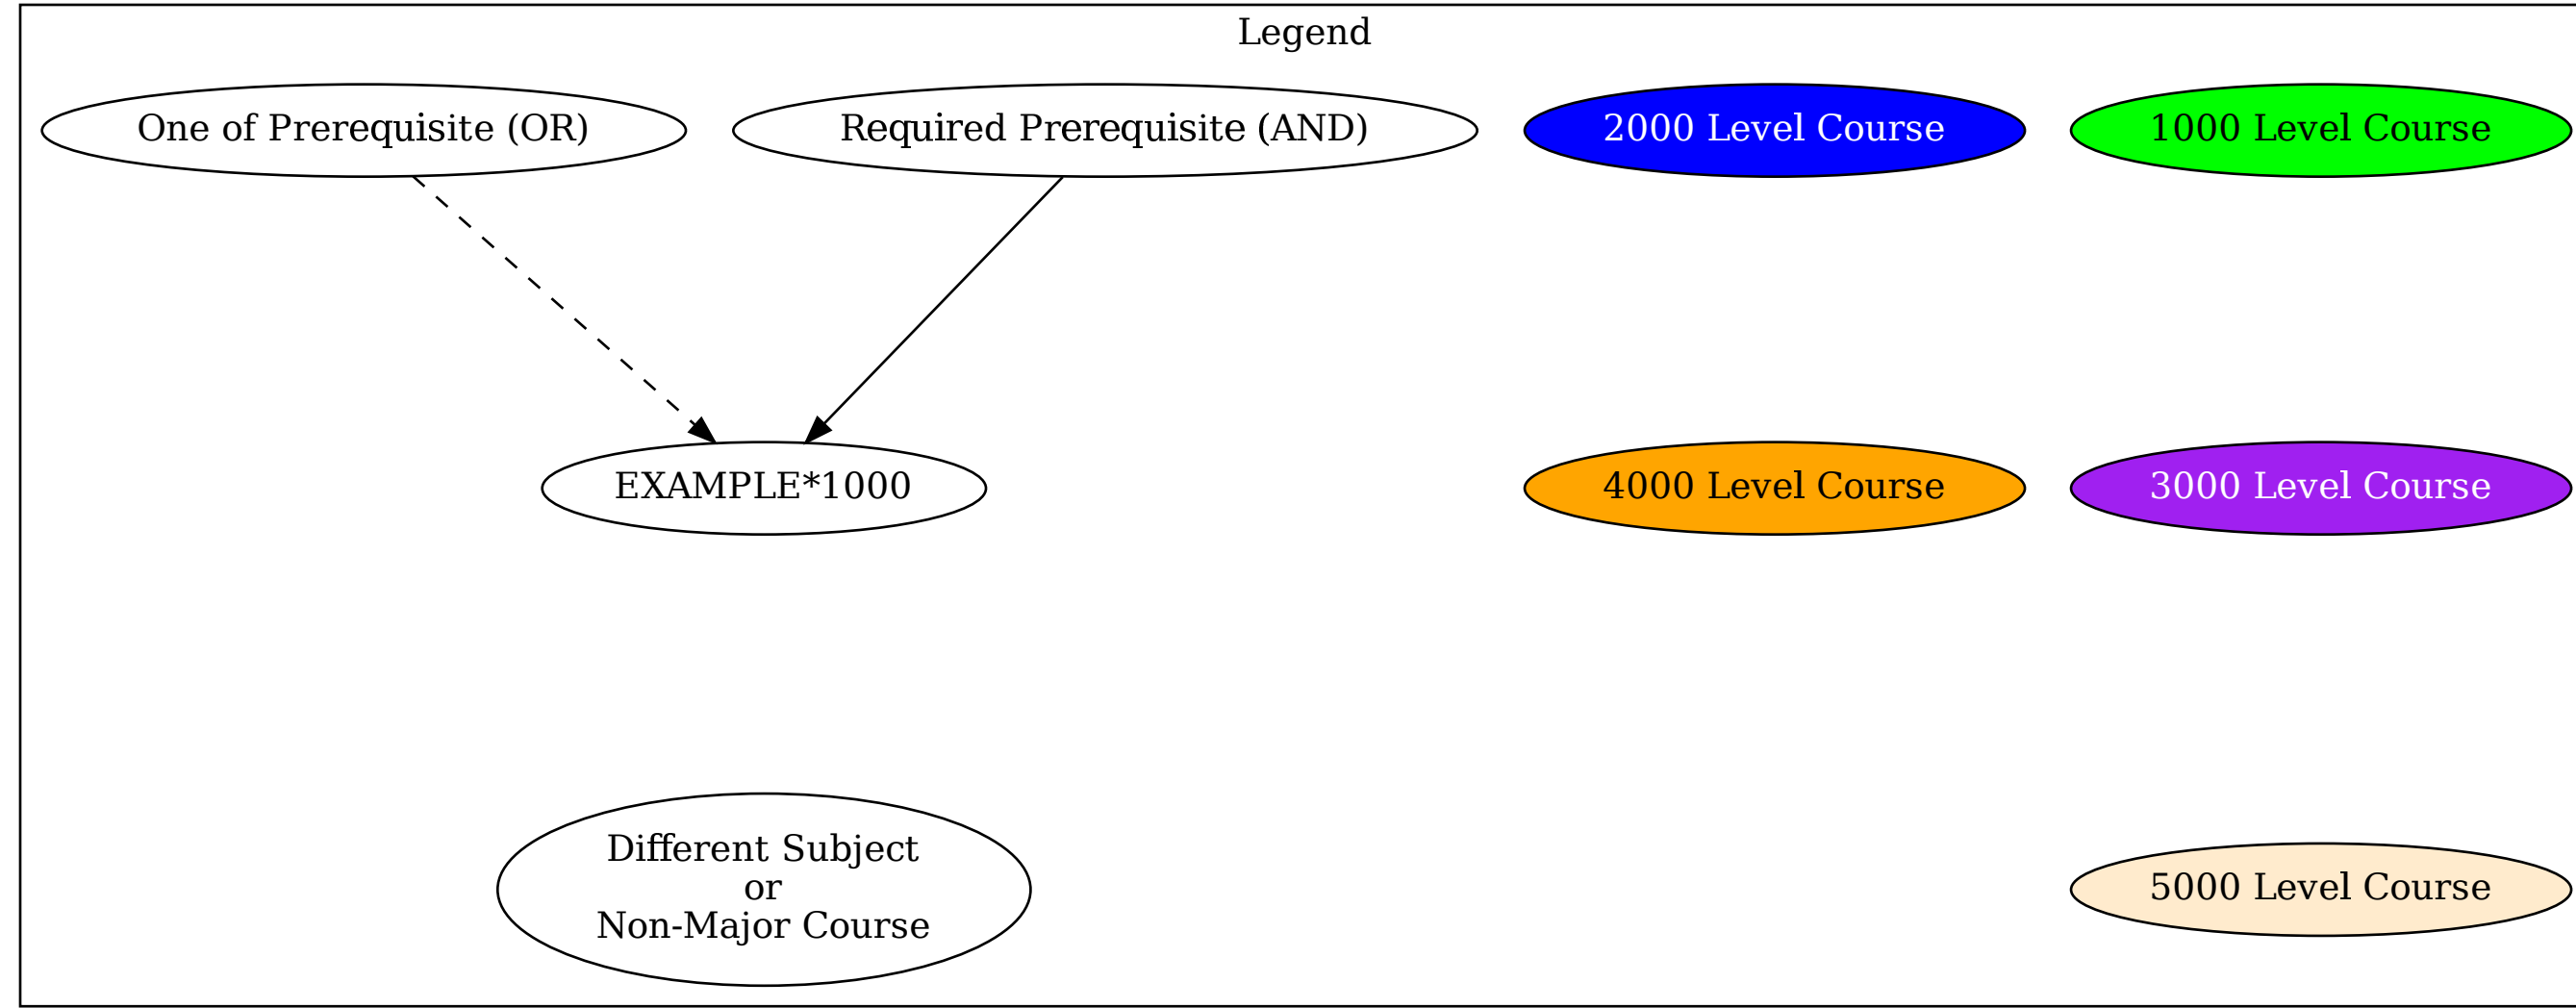 Legend
One of Prerequisite (OR)
Required Prerequisite (AND)
2000 Level Course
1000 Level Course
EXAMPLE*1000
4000 Level Course
3000 Level Course
Different Subject
or
Non-Major Course
5000 Level Course